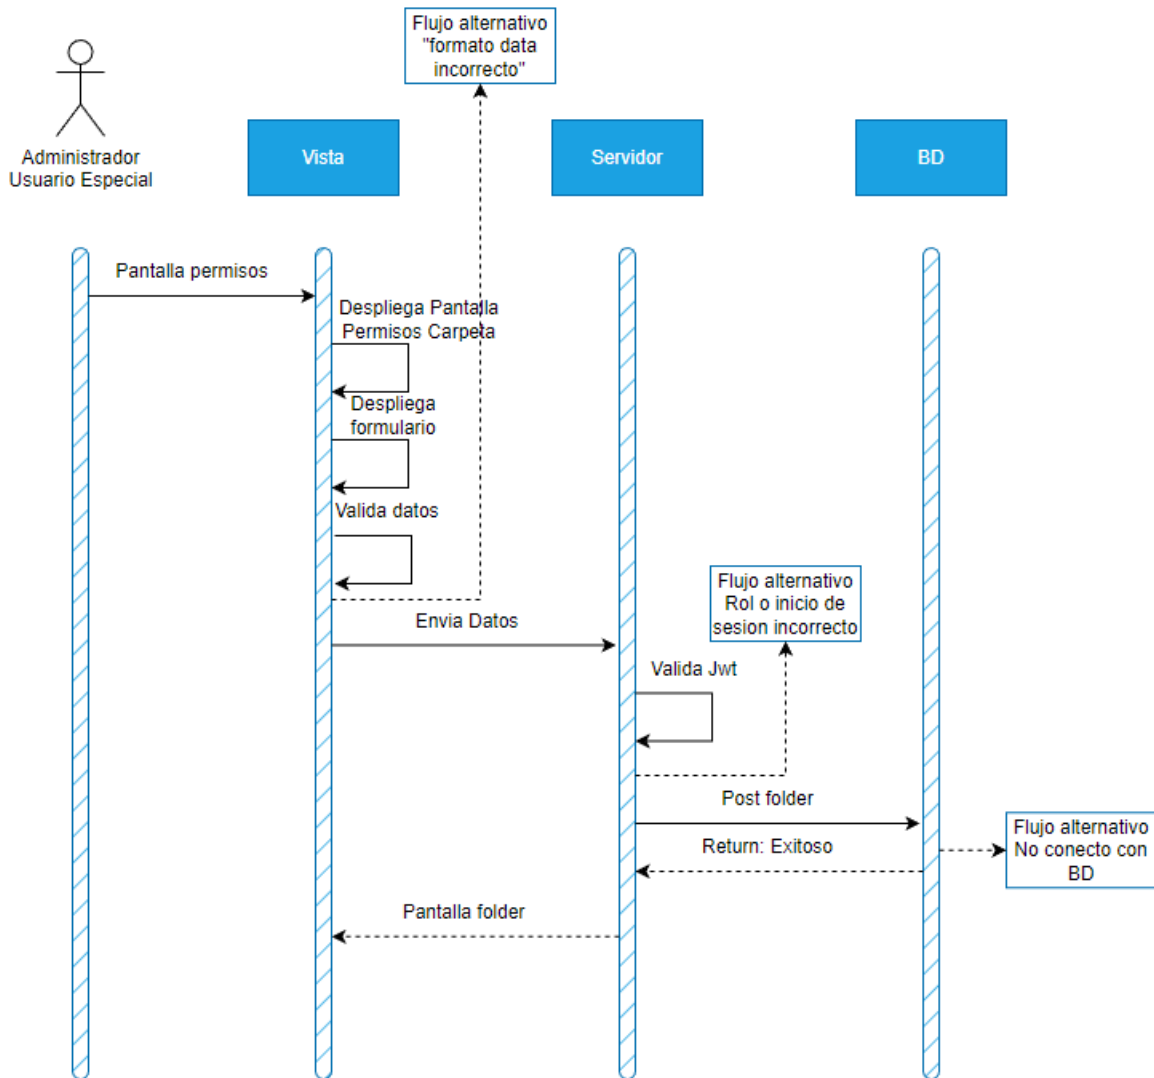 Flujo alternativo
"formato data
incorrecto"
Administrador
Usuario Especial
Vista
Servidor
BD
Pantalla permisos
Despliega Pantalla
Permisos Carpeta
Despliega
formulario
Valida datos
Flujo alternativo
Rol o inicio de
sesion incorrecto
Envia Datos
Valida Jwt
Post folder
Flujo alternativo
No conecto con
BD
Return: Exitoso
Pantalla folder